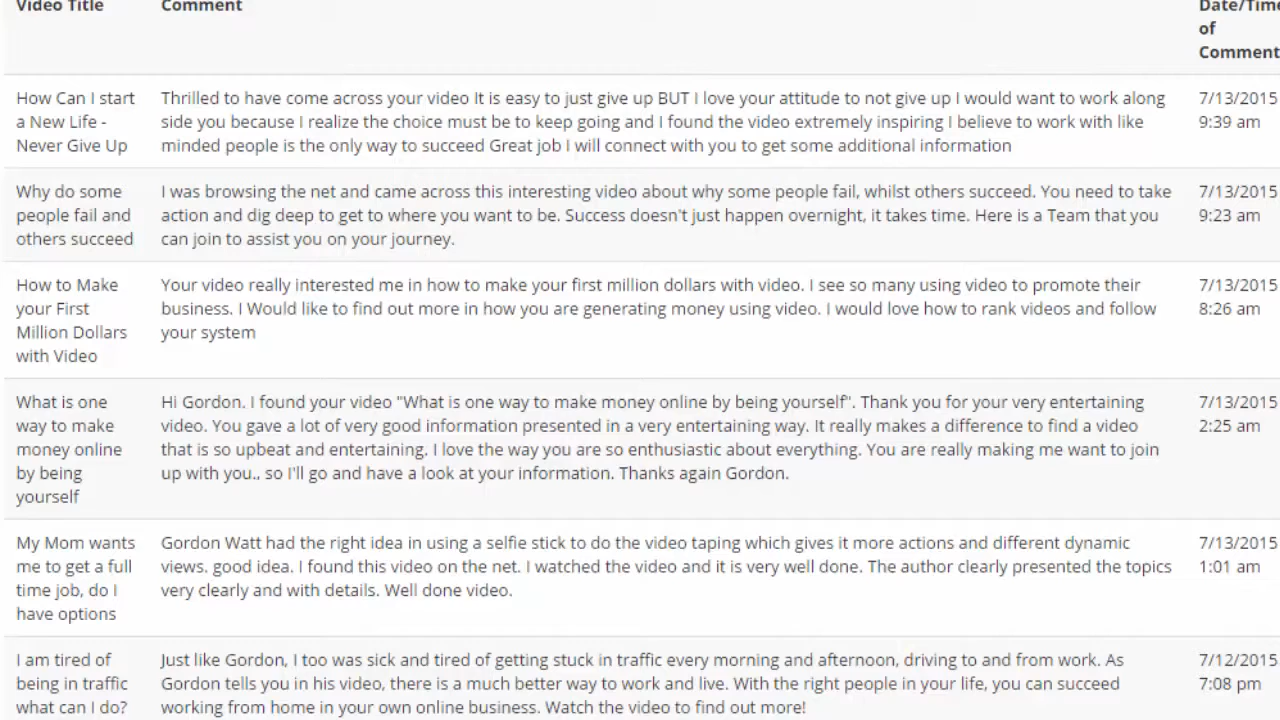 Video Title
Comment
Date/Time
of
Comment
How Can I start
a New Life -
Never Give Up
Thrilled to have come across your video It is easy to just give up BUT I love your attitude to not give up I would want to work along
side you because I realize the choice must be to keep going and I found the video extremely inspiring I believe to work with like
minded people is the only way to succeed Great job I will connect with you to get some additional information
7/13/2015
9:39 am
Why do some
people fail and
others succeed
I was browsing the net and came across this interesting video about why some people fail, whilst others succeed. You need to take
action and dig deep to get to where you want to be. Success doesn't just happen overnight, it takes time. Here is a Team that you
can join to assist you on your journey.
7/13/2015
9:23 am
How to Make
your First
Million Dollars
with Video
Your video really interested me in how to make your first million dollars with video. I see so many using video to promote their
business. I Would like to find out more in how you are generating money using video. I would love how to rank videos and follow
your system
7/13/2015
8:26 am
What is one
way to make
money online
by being
yourself
Hi Gordon. I found your video "What is one way to make money online by being yourself". Thank you for your very entertaining
video. You gave a lot of very good information presented in a very entertaining way. It really makes a difference to find a video
that is so upbeat and entertaining. I love the way you are so enthusiastic about everything. You are really making me want to join
up with you.. so I'll go and have a look at your information. Thanks again Gordon.
7/13/2015
2:25 am
My Mom wants
me to get a full
time job, do I
have options
Gordon Watt had the right idea in using a selfie stick to do the video taping which gives it more actions and different dynamic
views. good idea. I found this video on the net. I watched the video and it is very well done. The author clearly presented the topics
very clearly and with details. Well done video.
7/13/2015
1:01 am
I am tired of
being in traffic
what can I do?
Just like Gordon, I too was sick and tired of getting stuck in traffic every morning and afternoon, driving to and from work. As
Gordon tells you in his video, there is a much better way to work and live. With the right people in your life, you can succeed
working from home in your own online business. Watch the video to find out more!
7/12/2015
7:08 pm